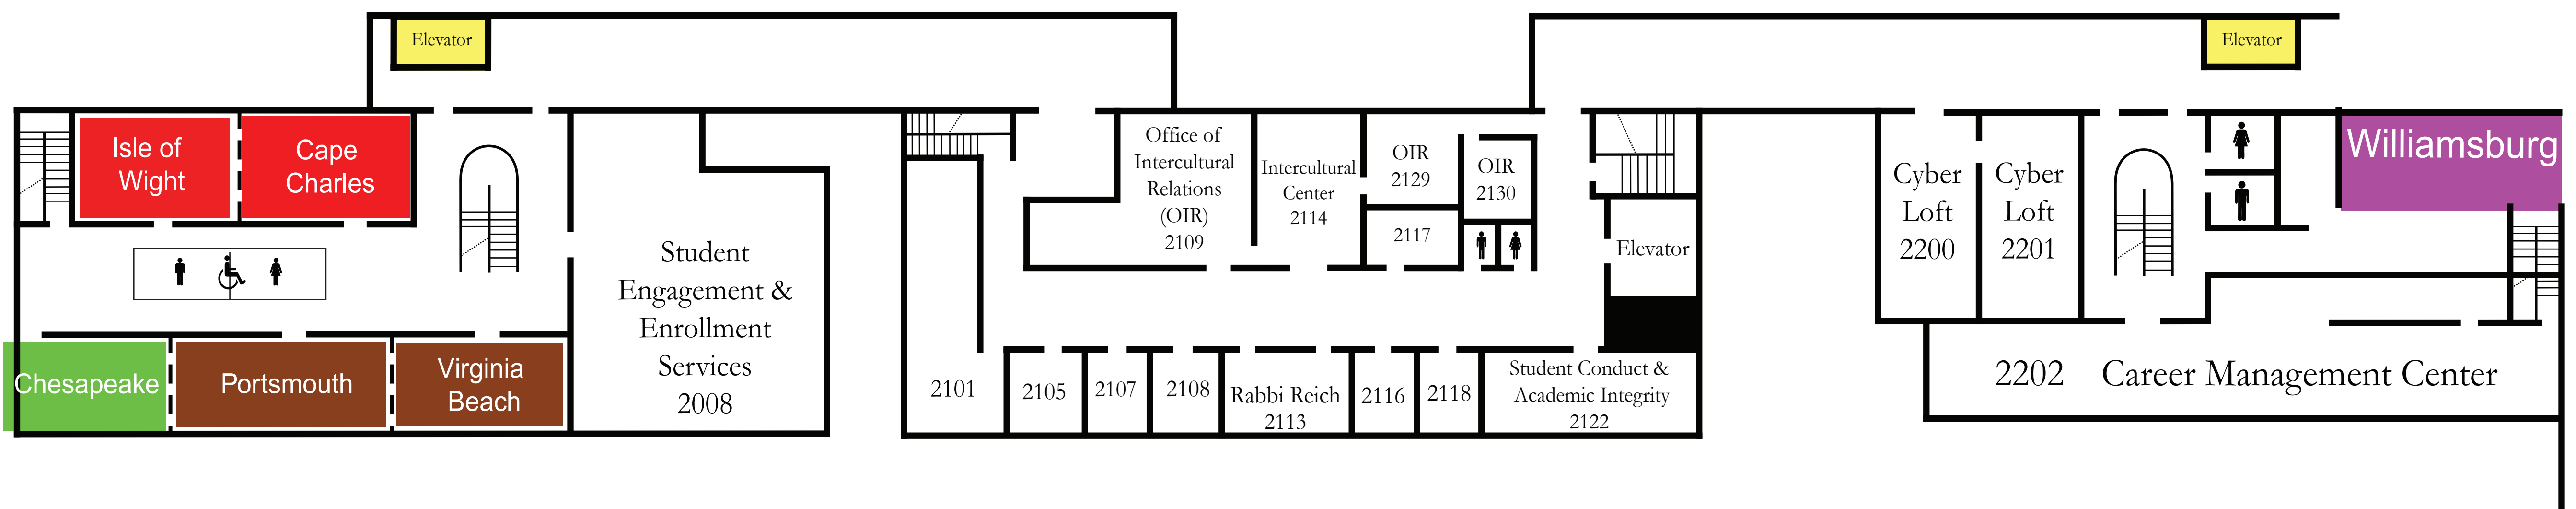 Elevator
Elevator
Isle of
Wight
Cape
Charles
Office of
Intercultural
Relations
(OIR)
2109
Intercultural
Center
2114
OIR
2129
OIR
2130
2117
Elevator
Cyber
Loft
2200
Cyber
Loft
2201
Williamsburg
Student
Engagement &
Enrollment
Services
2008
Chesapeake
Portsmouth
Virginia
Beach
2101
2105
2107
2108
Rabbi Reich
2113
2116
2118
Student Conduct &
Academic Integrity
2122
2202 Career Management Center